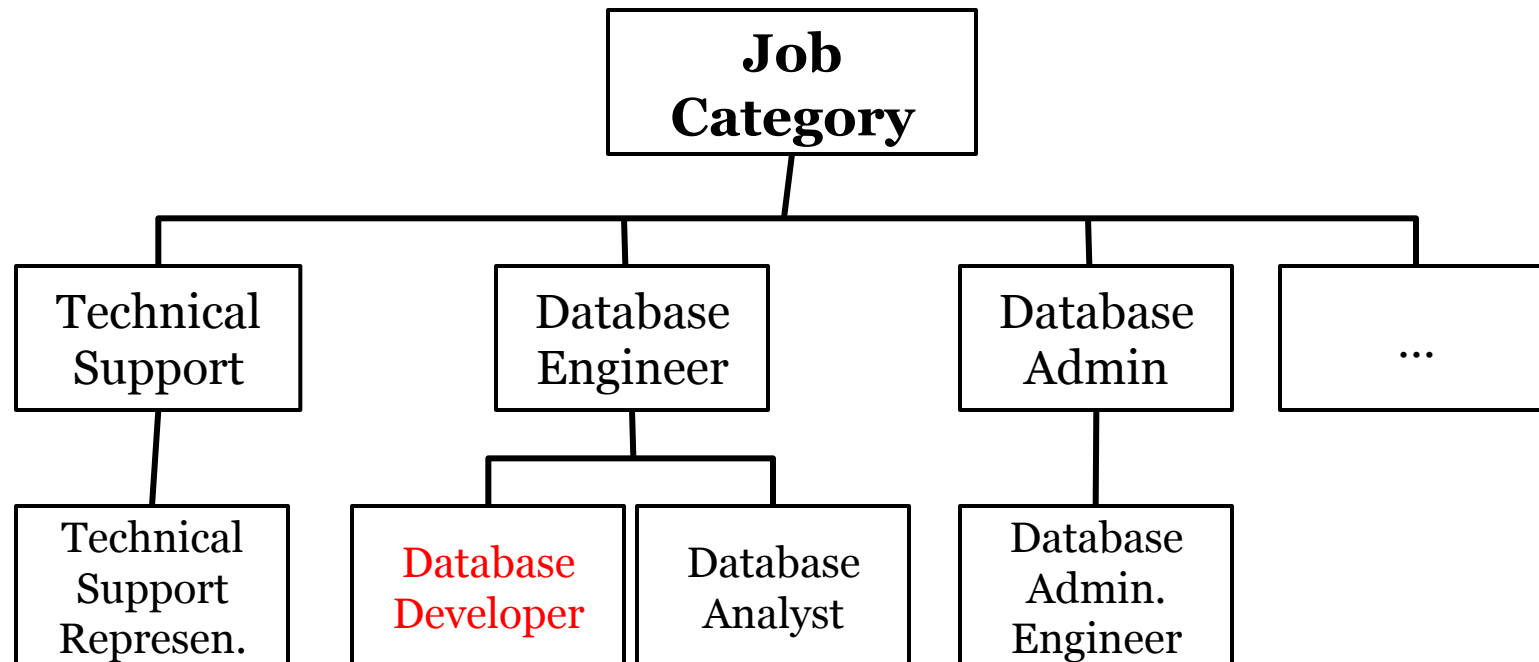 Job
Category
Technical
Support
Database
Engineer
Database
Admin
...
Technical
Support
Represen.
Database
Developer
Database
Analyst
Database
Admin.
Engineer